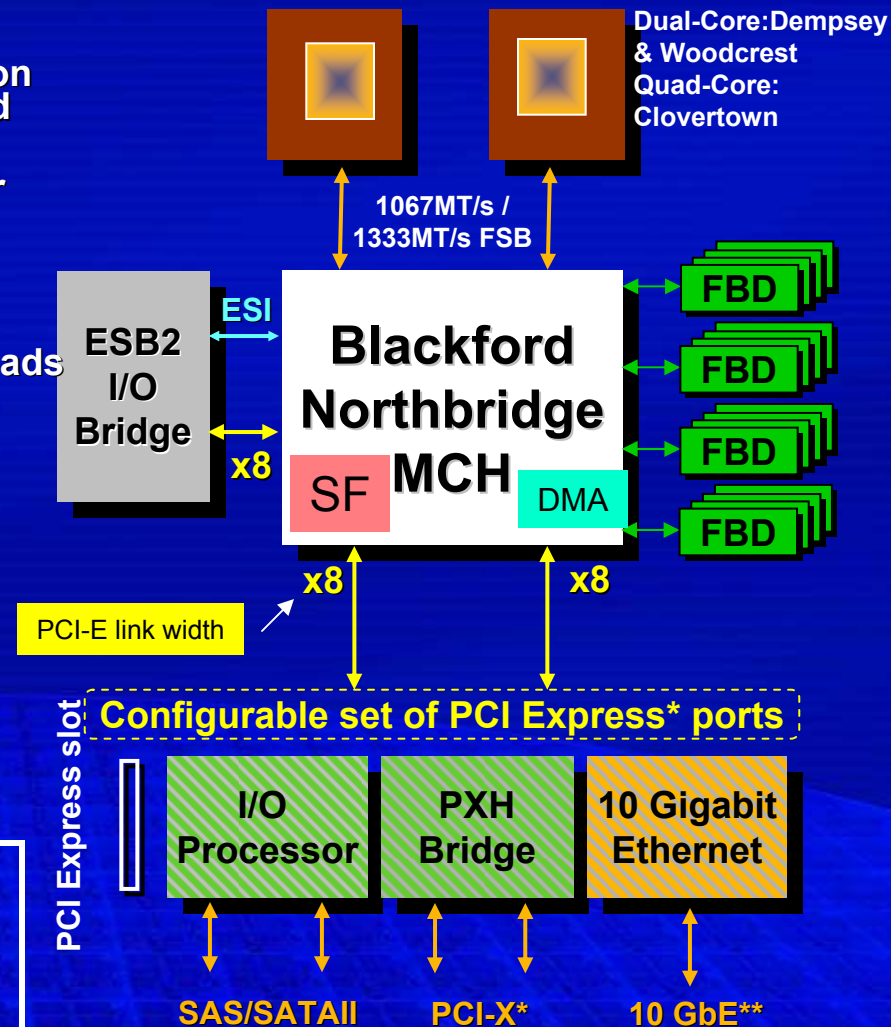 Dual-Core:Dempsey
& Woodcrest
Quad-Core:
Clovertown
1067MT/s /
1333MT/s FSB
ESI
ESB2
I/O
Bridge
x8
Blackford
Northbridge
MCH
SF
DMA
FBD
FBD
FBD
FBD
x8
x8
PCI-E link width
Configurable set of PCI Express* ports
PCI Express slot
I/O
Processor
PXH
Bridge
10 Gigabit
Ethernet
SAS/SATAII
PCI-X*
10 GbE**